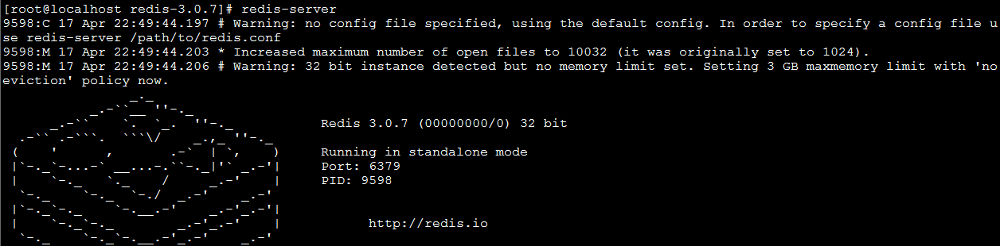 [root@localhost redis-3.0.7]# redis-server
9598:C 17 Apr 22:49:44.197 # Warning: no config file specified, using the default config. In order to specify a config file u
se redis-server /path/to/redis.conf
9598:M 17 Apr 22:49:44.203 * Increased maximum number of open files to 10032 (it was originally set to 1024).
9598:M 17 Apr 22:49:44.206 # Warning: 32 bit instance detected but no memory limit set. Setting 3 GB maxmemory limit with 'no
eviction' policy now.
Redis 3.0.7 (00000000/0) 32 bit
Running in standalone mode
Port: 6379
PID: 9598
http://redis.io